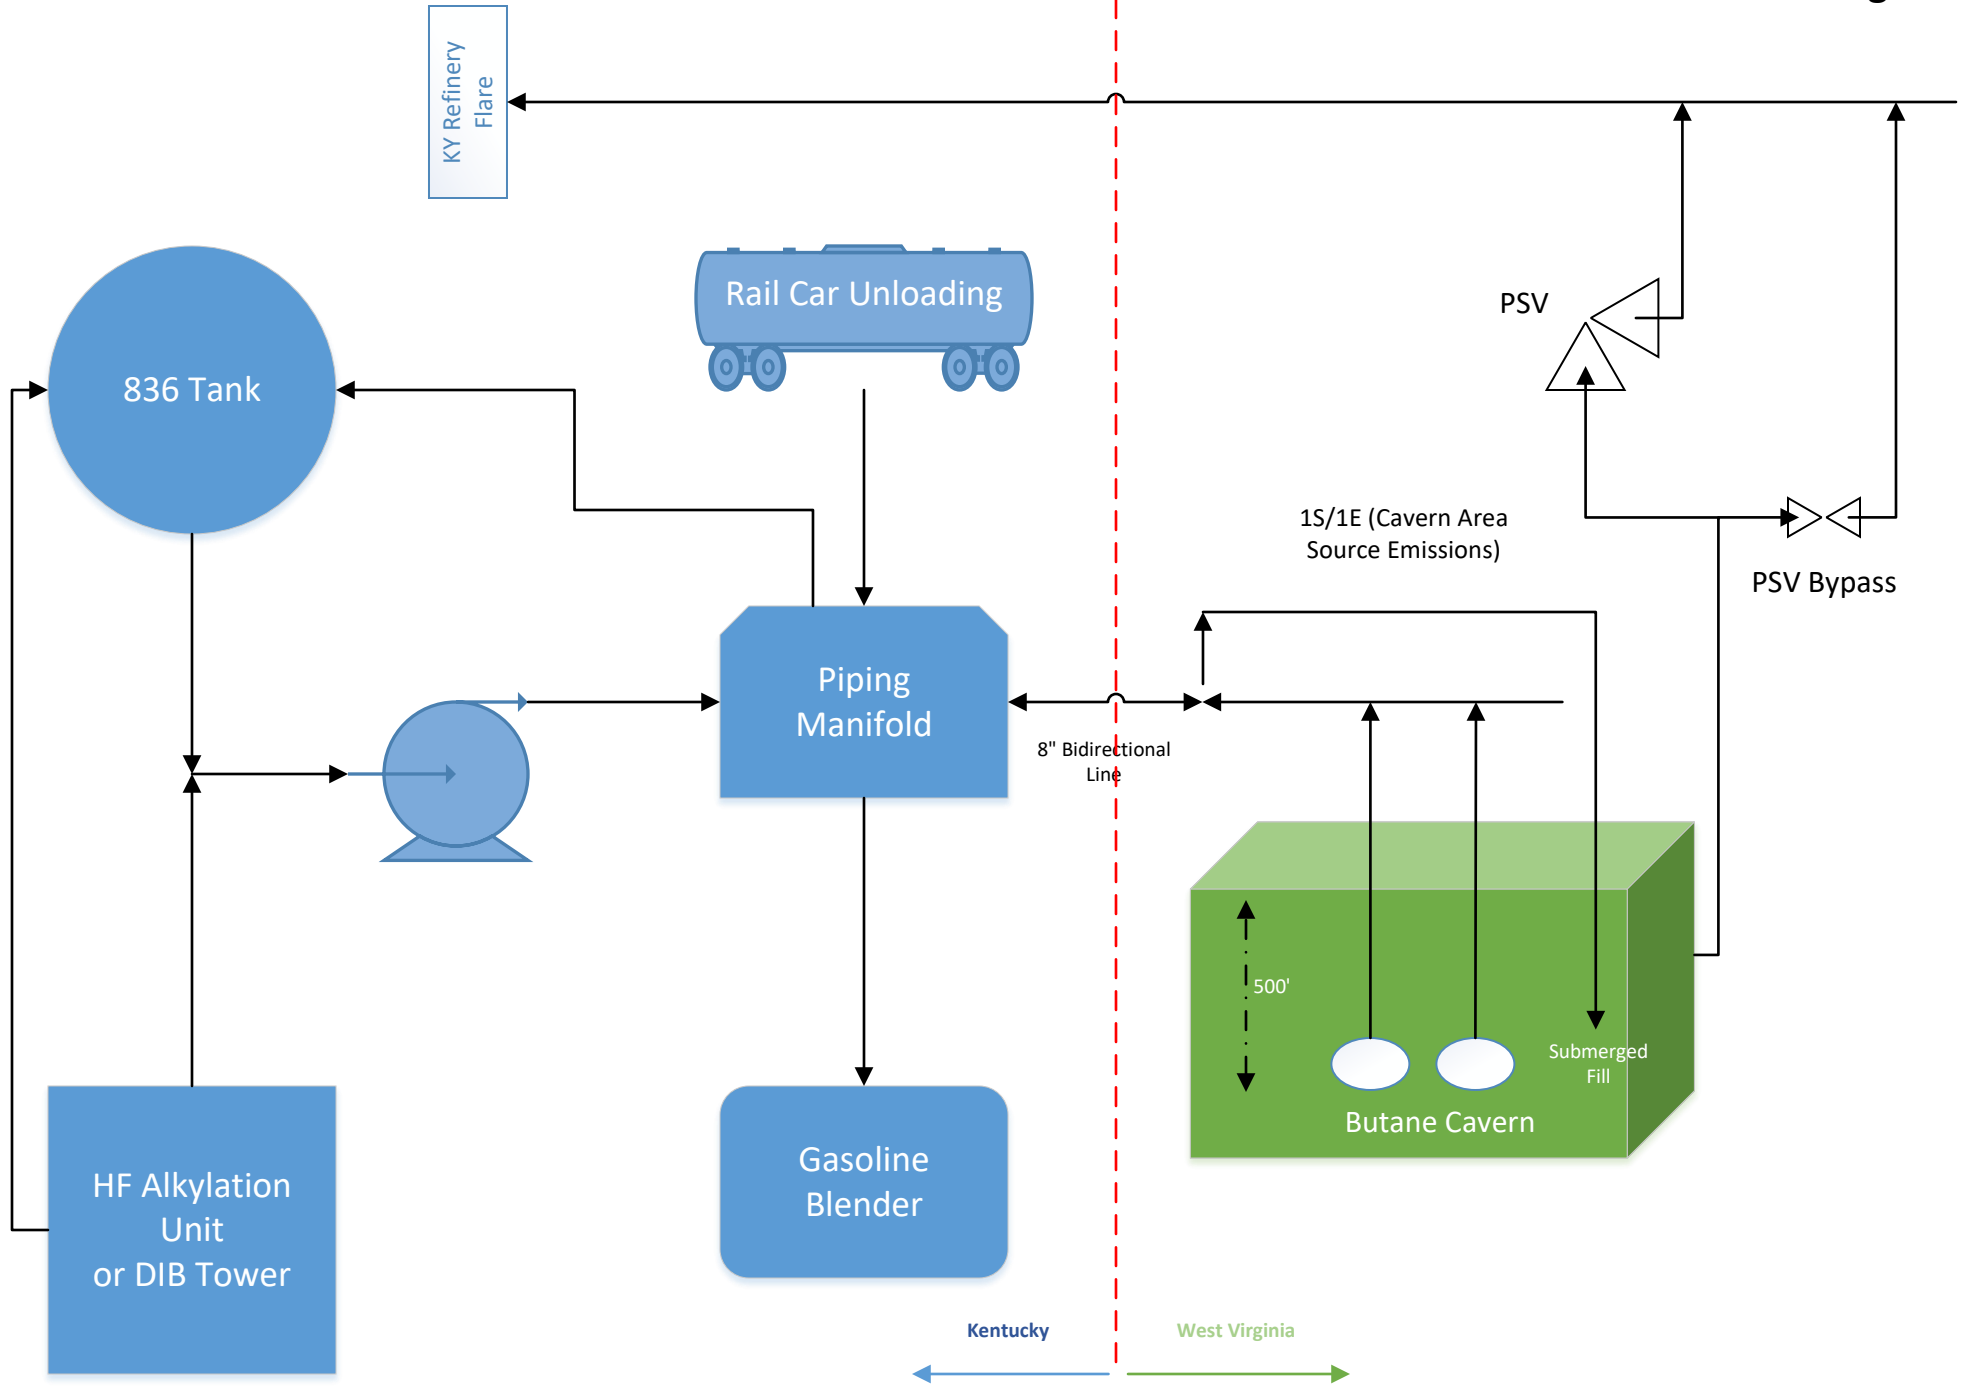 g
KY Refinery
Flare
Rail Car Unloading
PSV
836 Tank
1S/1E (Cavern Area
Source Emissions)
PSV Bypass
Piping
Manifold
8" Bidirectional
Line
500'
Submerged
Fill
Butane Cavern
Gasoline
Blender
HF Alkylation
Unit
or DIB Tower
Kentucky
West Virginia